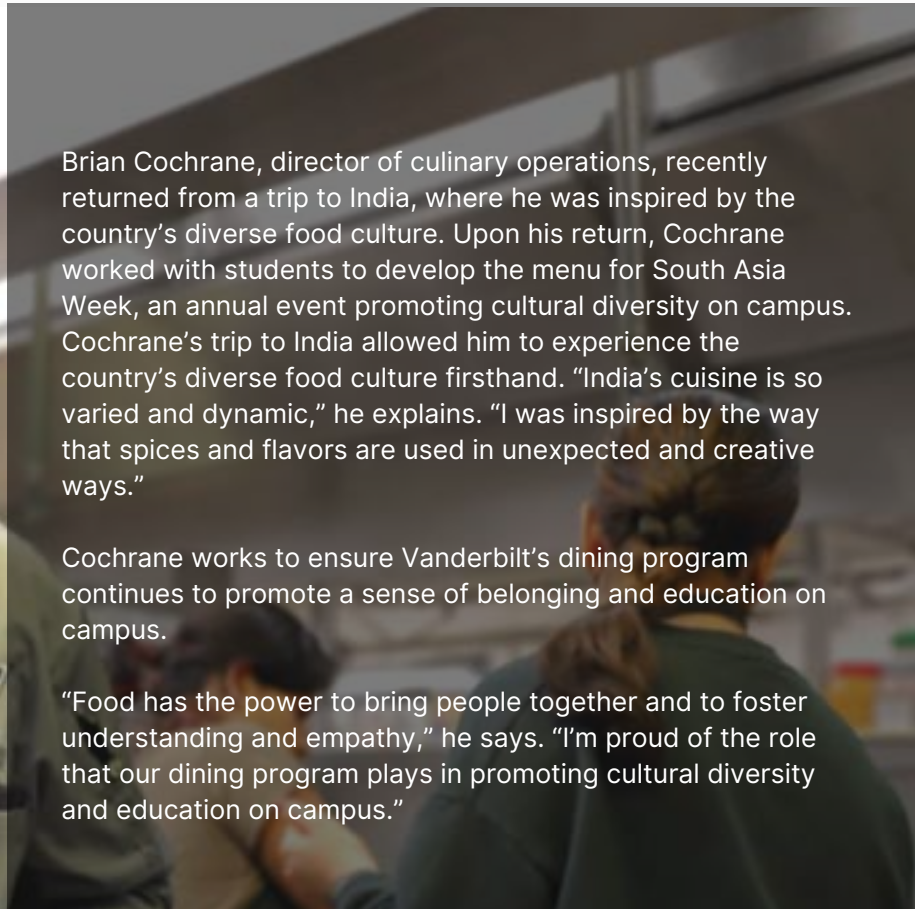 Brian Cochrane, director of culinary operations, recently
returned from a trip to India, where he was inspired by the
country’s diverse food culture. Upon his return, Cochrane
worked with students to develop the menu for South Asia
Week, an annual event promoting cultural diversity on campus.
Cochrane’s trip to India allowed him to experience the
country’s diverse food culture firsthand. “India’s cuisine is so
varied and dynamic,” he explains. “I was inspired by the way
that spices and flavors are used in unexpected and creative
ways.”
Cochrane works to ensure Vanderbilt’s dining program
continues to promote a sense of belonging and education on
campus.
“Food has the power to bring people together and to foster
understanding and empathy,” he says. “I’m proud of the role
that our dining program plays in promoting cultural diversity
and education on campus.”